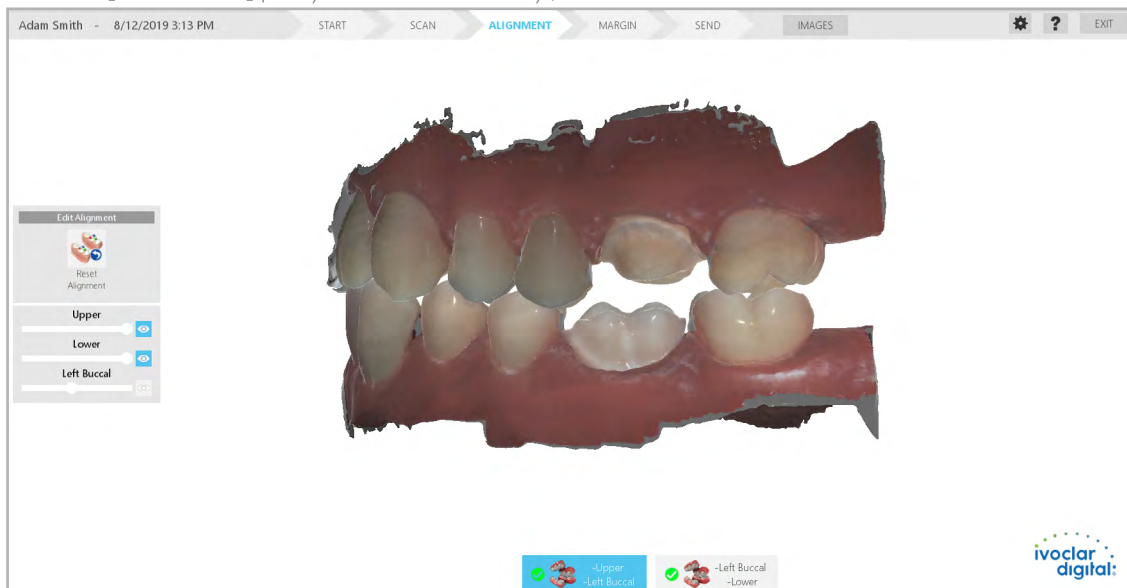 Adam Smith - 8/12/2019 3:13 PM
START
SCAN
ALIGNMENT
MARGIN
SEND
IMAGES
?
EXIT
Edit Alignment
Reset
Alignment
Upper
Lower
Left Buccal
-Upper
-Left Buccal
-Left Buccal
-Lower
ivoclar
digital: